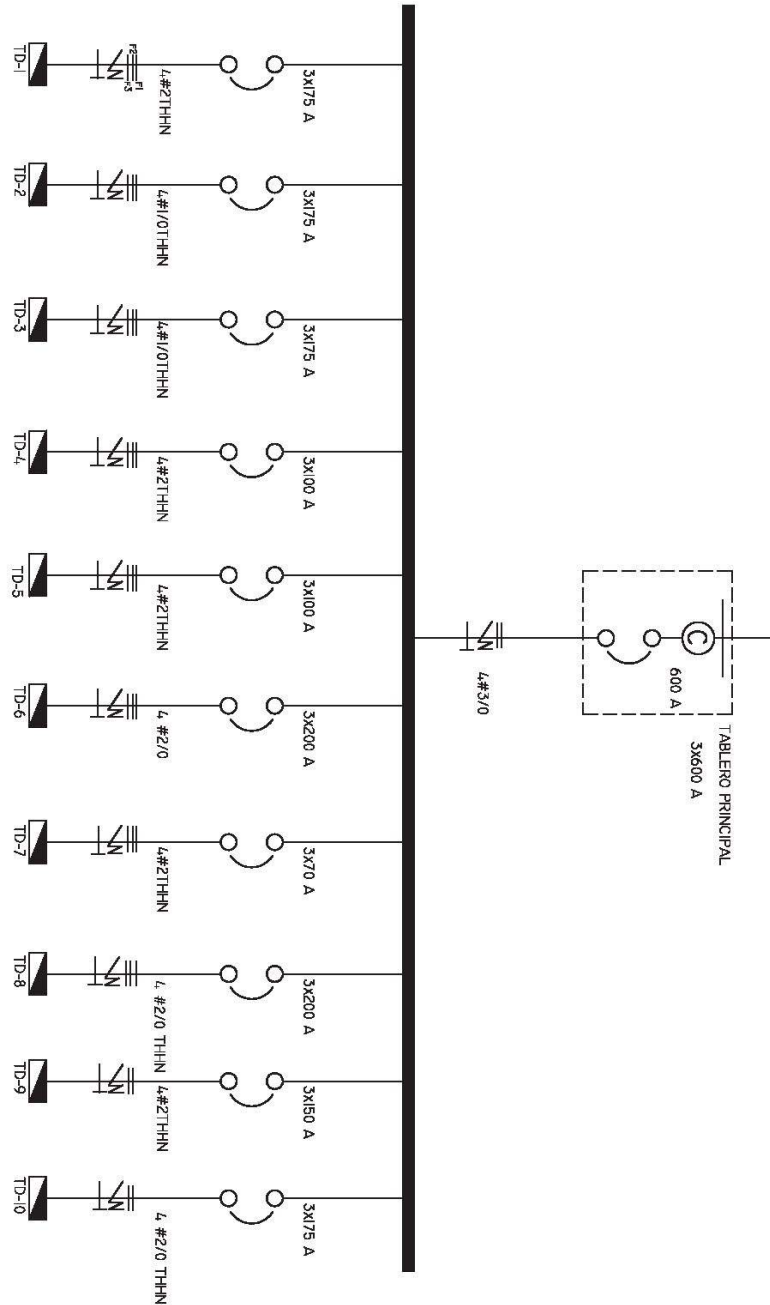 TABLERO PRINCIPAL
3x600 A
600 A
C
4#3/0
N
3x175 A
4#2THHN
F1
F2
F3
N
TD-1
3x175 A
4#1/0THHN
N
TD-2
3x175 A
4#1/0THHN
N
TD-3
3x100 A
4#2THHN
N
TD-4
3x100 A
4#2THHN
N
TD-5
3x200 A
4 #2/0
N
TD-6
3x70 A
4#2THHN
N
TD-7
3x200 A
4 #2/0 THHN
N
TD-8
3x150 A
4#2THHN
N
TD-9
3x175 A
4 #2/0 THHN
N
TD-10